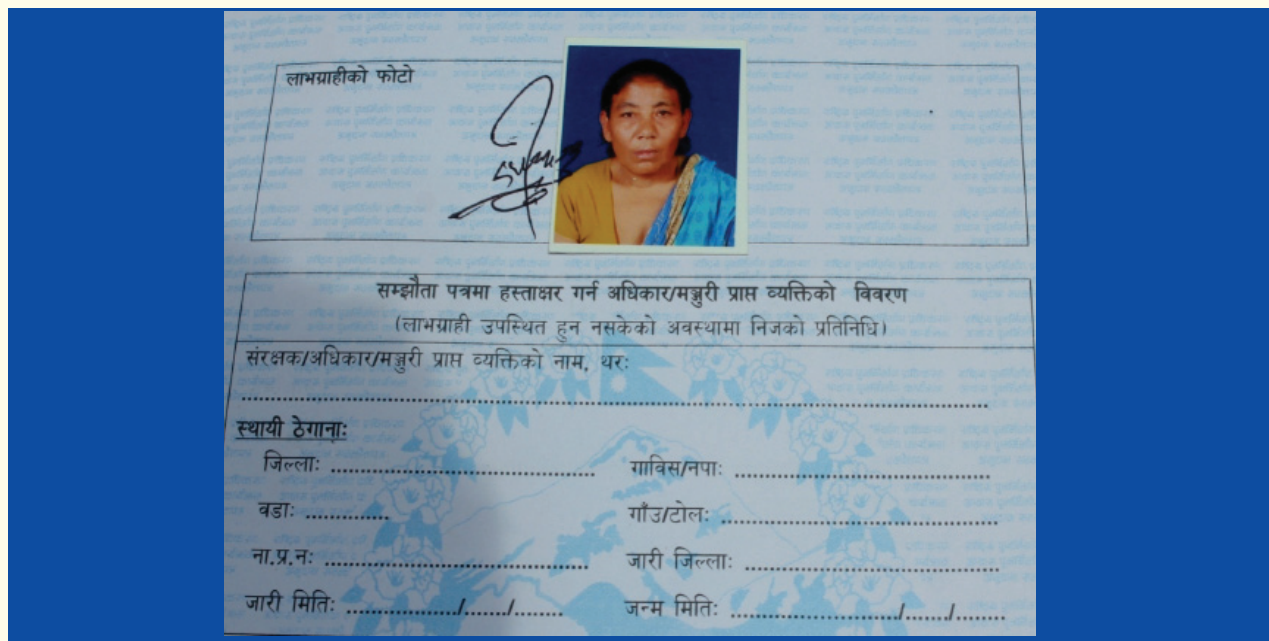 लाभग्राहीको फोटो
सम्झौता पत्रमा हस्ताक्षर गर्न अधिकार/मञ्जुरी प्राप्त व्यक्तिको विवरण
(लाभग्राही उपस्थित हुन नसकेको अवस्थामा निजको प्रतिनिधि)
संरक्षक/अधिकार/मञ्जुरी प्राप्त व्यक्तिको नाम, थरः
स्थायी ठेगानाः
जिल्लाः .................................... गाविस/नपाः ....................................
वडाः ............ गाँउ/टोलः ....................................
ना.प्र.नः .................................... जारी जिल्लाः ....................................
जारी मितिः ................/......./........ जन्म मितिः ........................../....../........